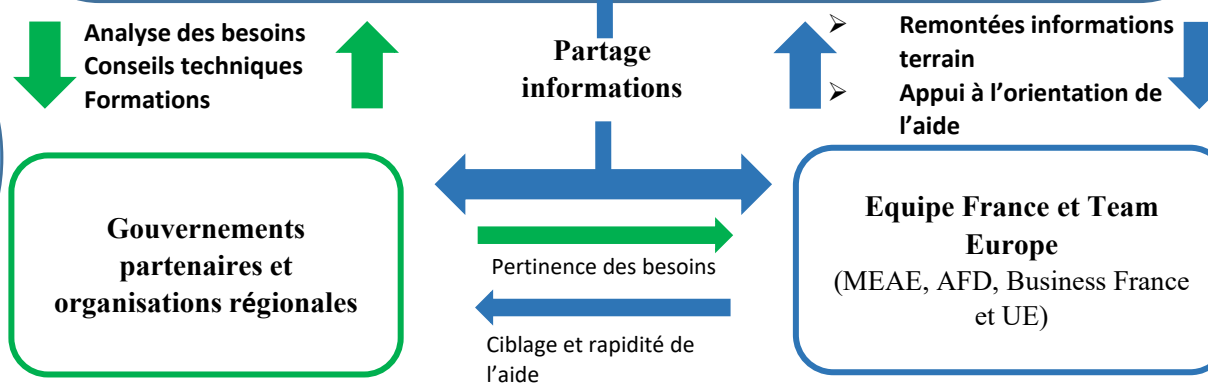 Analyse des besoins
Conseils techniques
Formations
Partage
informations
➢ Remontées informations
terrain
➢ Appui à l'orientation de
l'aide
Gouvernements
partenaires et
organisations régionales
Pertinence des besoins
Ciblage et rapidité de
l'aide
Equipe France et Team
Europe
(MEAE, AFD, Business France
et UE)